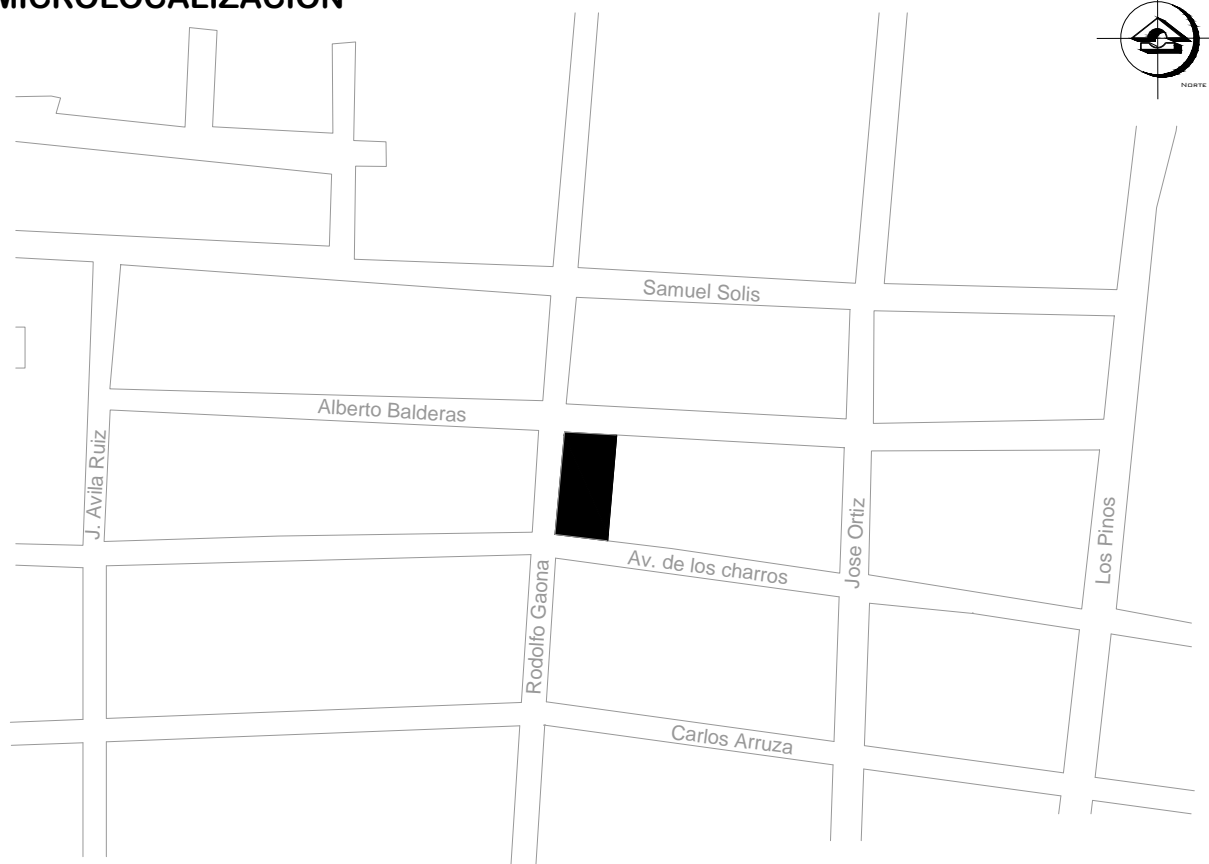 MICROLOCALIZACION
NORTE
Samuel Solis
Alberto Balderas
J. Avila Ruiz
Jose Ortiz
Los Pinos
Av. de los charros
Rodolfo Gaona
Carlos Arruza